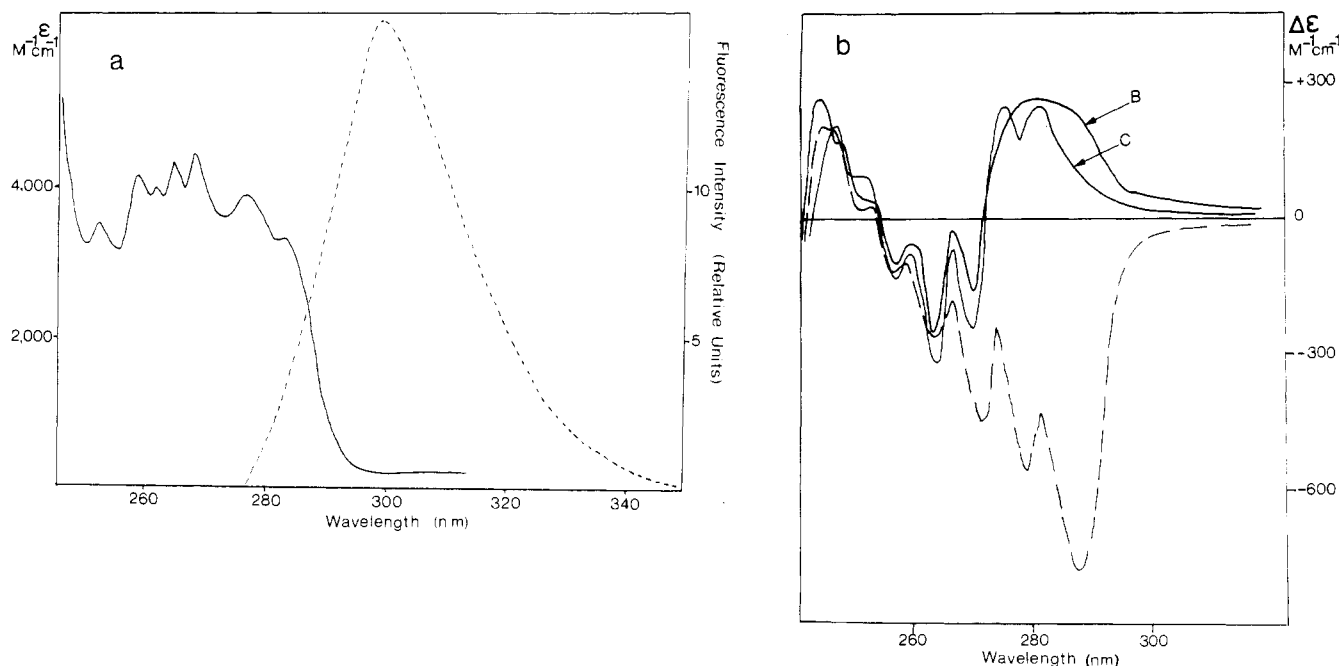 ε
M⁻¹cm⁻¹
a
4,000
2,000
260
280
300
320
340
Wavelength (nm)
10
5
Fluorescence Intensity (Relative Units)
b
B
C
Δε
M⁻¹cm⁻¹
+300
0
-300
-600
260
280
300
Wavelength (nm)